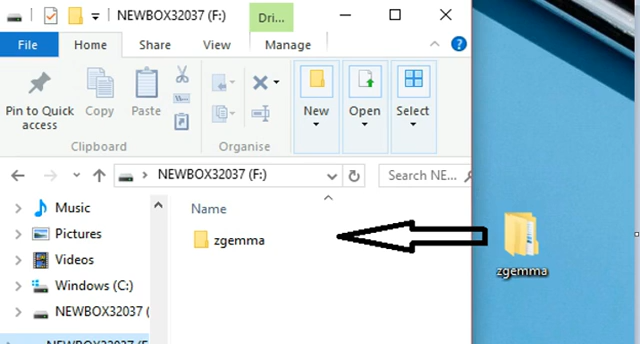 NEWBOX32037 (F:)
Dri...
File
Home
Share
View
Manage
Pin to Quick
access
Copy
Paste
New
Open
Select
Clipboard
Organise
NEWBOX32037 (F:)
Search NE...
Music
Pictures
Videos
Windows (C:)
NEWBOX32037 (
NEWBOX32037 (F
Name
zgemma
zgemma